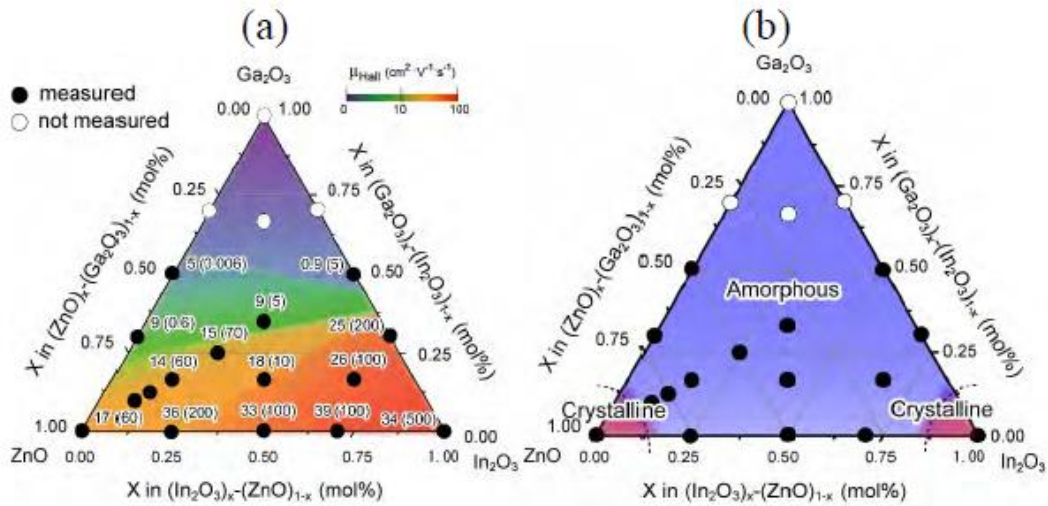 (a)
Ga₂O₃
μHall (cm²·V⁻¹s⁻¹)
1 10 100
measured
not measured
0.00 1.00
X in (ZnO)ₓ-(Ga₂O₃)₁₋ₓ (mol%)
X in (Ga₂O₃)ₓ-(In₂O₃)₁₋ₓ (mol%)
0.25 0.75
0.50 5 (0.006) 0.9 (5) 0.50
9 (5)
9 (0.6) 15 (70) 25 (200)
0.75 0.25
14 (60) 18 (10) 26 (100)
17 (60) 36 (200) 33 (100) 39 (100) 34 (500)
1.00 0.00
ZnO 0.00 0.25 0.50 0.75 1.00 In₂O₃
X in (In₂O₃)ₓ-(ZnO)₁₋ₓ (mol%)
(b)
Ga₂O₃
0.00 1.00
X in (ZnO)ₓ-(Ga₂O₃)₁₋ₓ (mol%)
X in (Ga₂O₃)ₓ-(In₂O₃)₁₋ₓ (mol%)
0.25 0.75
0.50 0.50
Amorphous
0.75 0.25
Crystalline Crystalline
1.00 0.00
ZnO 0.00 0.25 0.50 0.75 1.00 In₂O₃
X in (In₂O₃)ₓ-(ZnO)₁₋ₓ (mol%)